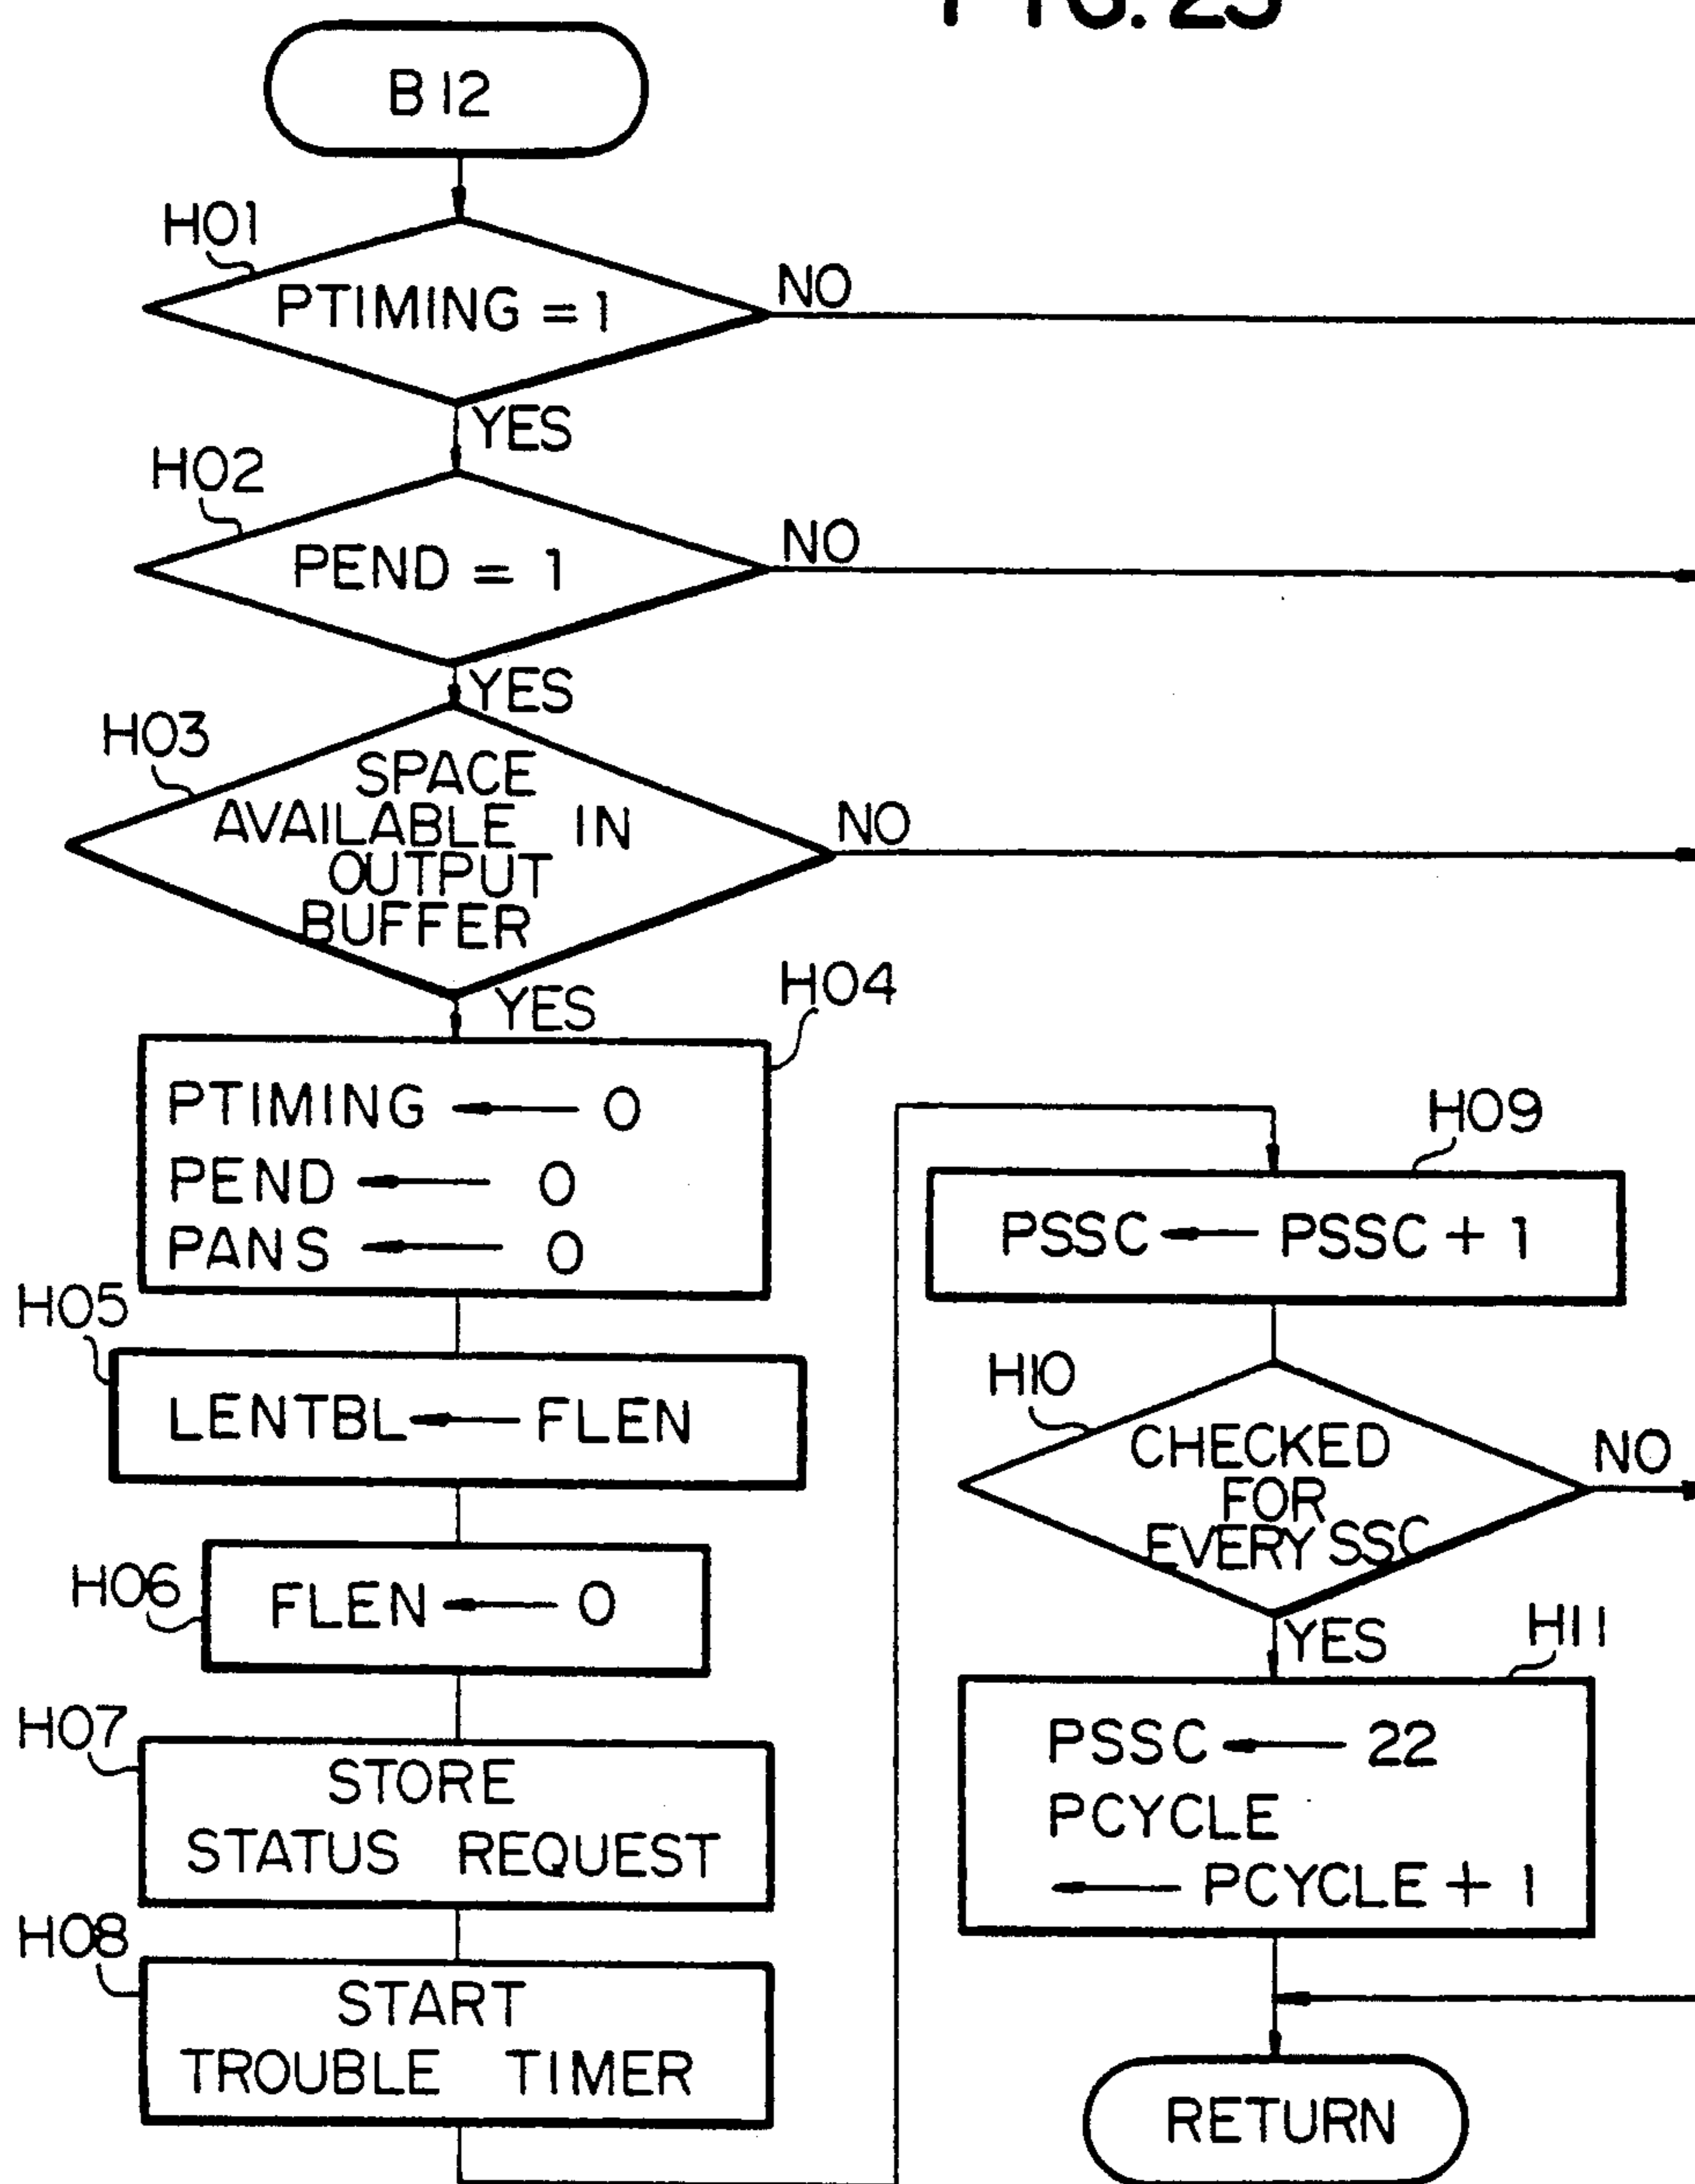 FIG. 23
B12
H01
PTIMING = 1
NO
YES
H02
PEND = 1
NO
YES
H03
SPACE
AVAILABLE IN
OUTPUT
BUFFER
NO
YES
H04
PTIMING ← 0
PEND ← 0
PANS ← 0
H05
LENTBL ← FLEN
H06
FLEN ← 0
H07
STORE
STATUS REQUEST
H08
START
TROUBLE TIMER
H09
PSSC ← PSSC + 1
H10
CHECKED
FOR
EVERY SSC
NO
YES
H11
PSSC ← 22
PCYCLE
← PCYCLE + 1
RETURN